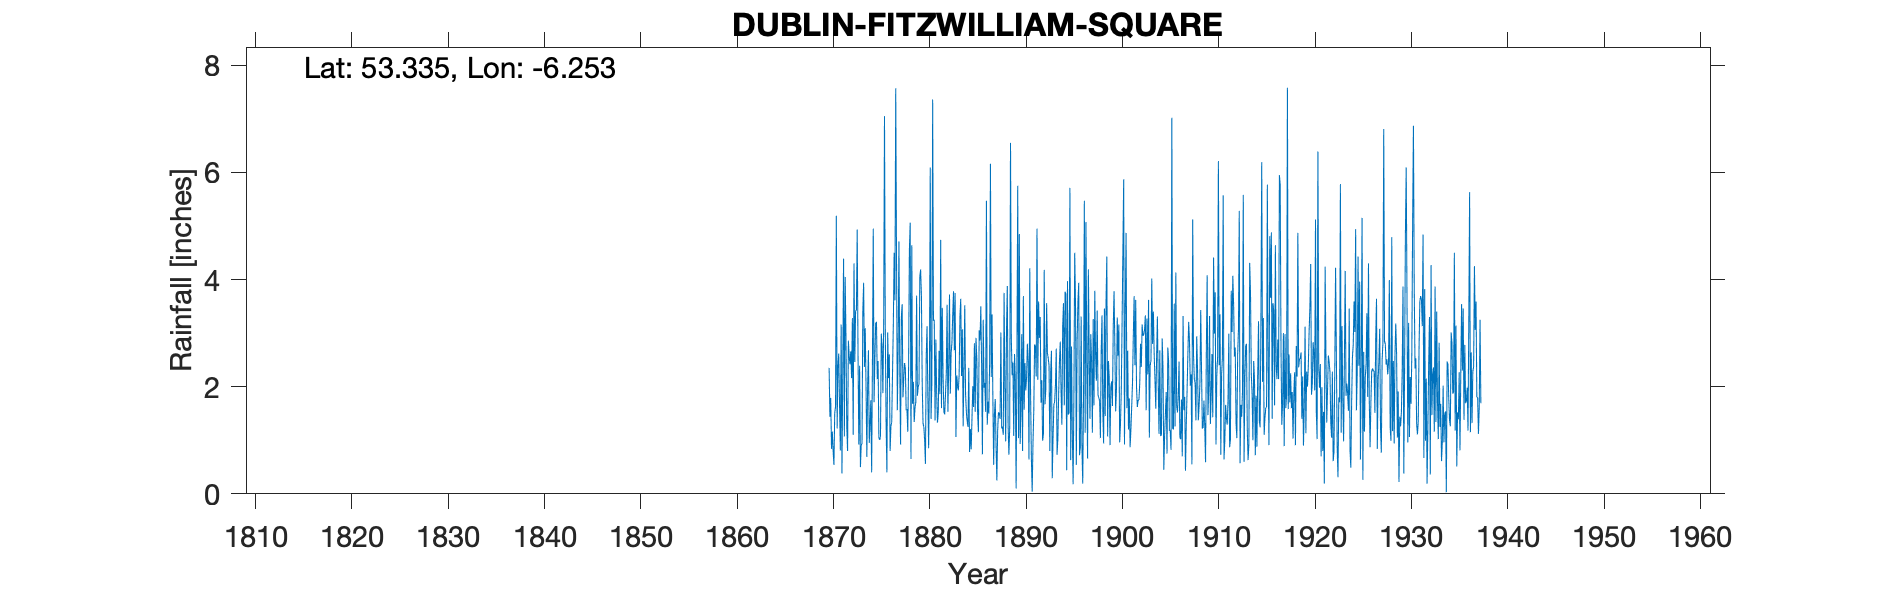 DUBLIN-FITZWILLIAM-SQUARE
Lat: 53.335, Lon: -6.253
Rainfall [inches]
8
6
4
2
0
1810 1820 1830 1840 1850 1860 1870 1880 1890 1900 1910 1920 1930 1940 1950 1960
Year